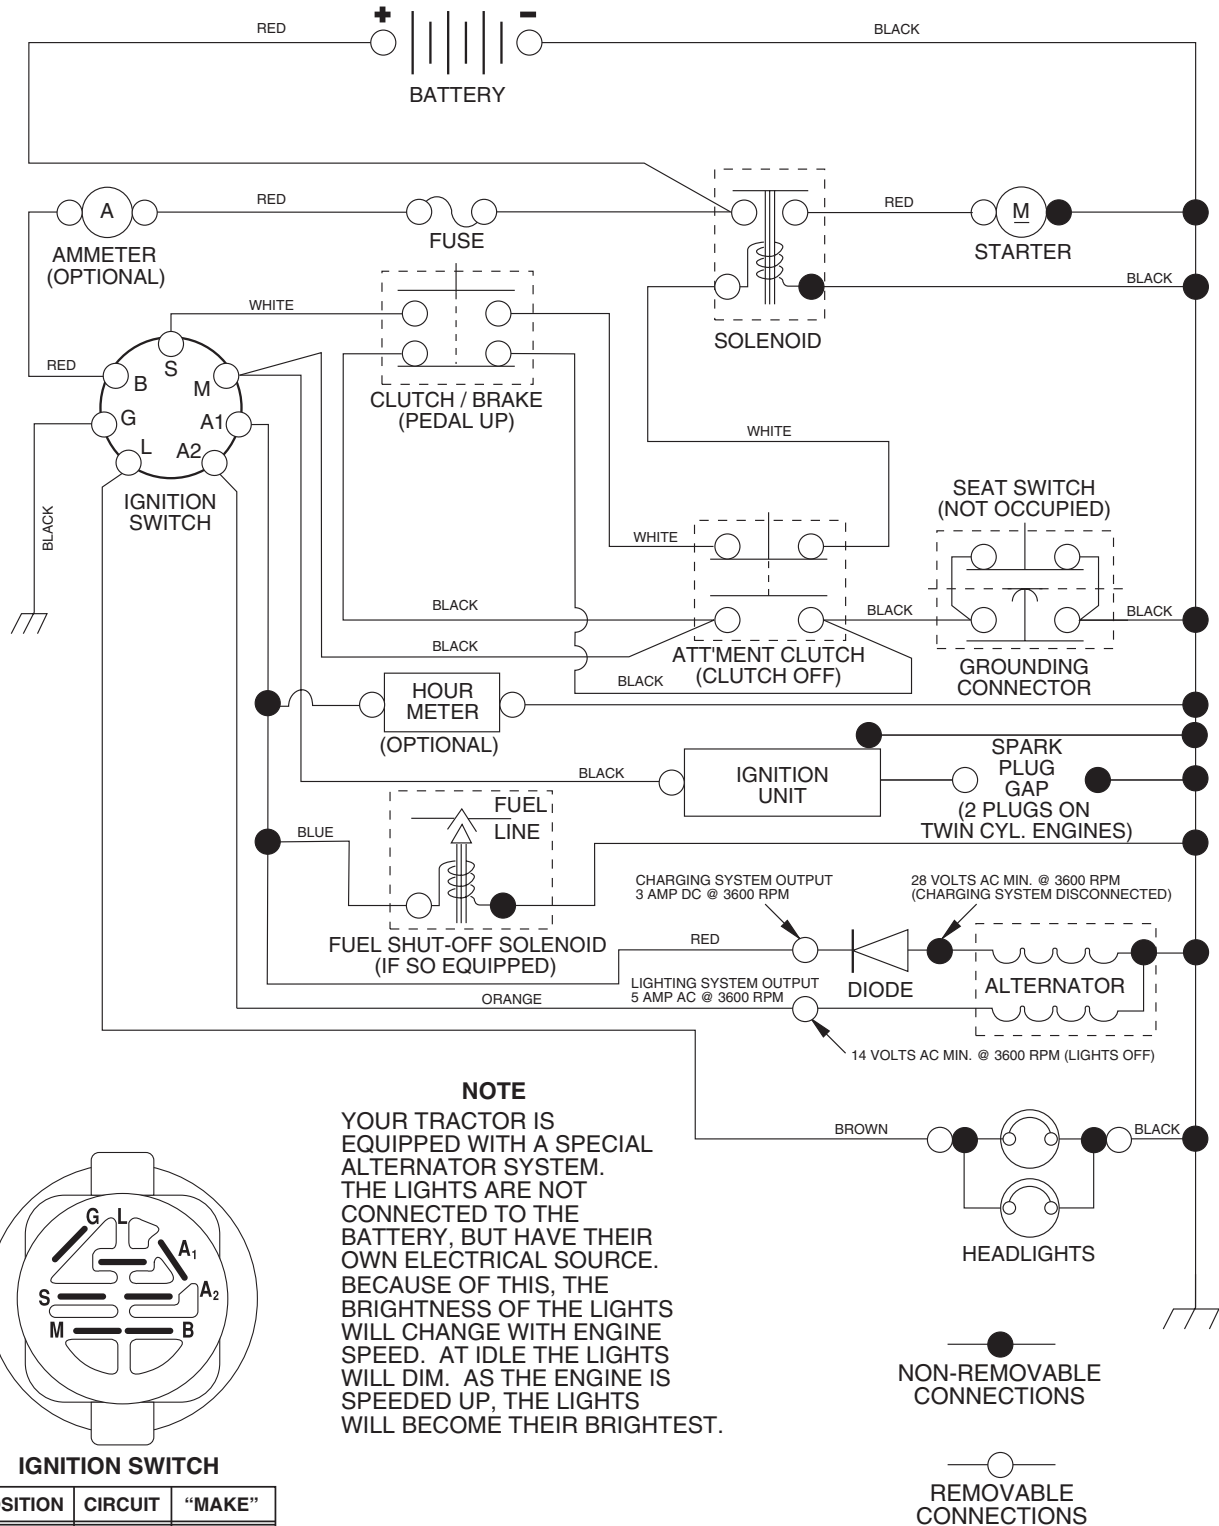 + −
RED
BLACK
BATTERY
A
RED
AMMETER
(OPTIONAL)
FUSE
RED
M
STARTER
BLACK
SOLENOID
WHITE
RED
S
B
M
G
A1
L
A2
IGNITION
SWITCH
BLACK
CLUTCH / BRAKE
(PEDAL UP)
WHITE
SEAT SWITCH
(NOT OCCUPIED)
WHITE
BLACK
BLACK
BLACK
BLACK
ATT'MENT CLUTCH
(CLUTCH OFF)
BLACK
GROUNDING
CONNECTOR
HOUR
METER
(OPTIONAL)
BLACK
IGNITION
UNIT
SPARK
PLUG
GAP
(2 PLUGS ON
TWIN CYL. ENGINES)
BLUE
FUEL
LINE
FUEL SHUT-OFF SOLENOID
(IF SO EQUIPPED)
CHARGING SYSTEM OUTPUT
3 AMP DC @ 3600 RPM
28 VOLTS AC MIN. @ 3600 RPM
(CHARGING SYSTEM DISCONNECTED)
RED
DIODE
ALTERNATOR
LIGHTING SYSTEM OUTPUT
5 AMP AC @ 3600 RPM
ORANGE
14 VOLTS AC MIN. @ 3600 RPM (LIGHTS OFF)
BROWN
BLACK
HEADLIGHTS
NOTE
YOUR TRACTOR IS
EQUIPPED WITH A SPECIAL
ALTERNATOR SYSTEM.
THE LIGHTS ARE NOT
CONNECTED TO THE
BATTERY, BUT HAVE THEIR
OWN ELECTRICAL SOURCE.
BECAUSE OF THIS, THE
BRIGHTNESS OF THE LIGHTS
WILL CHANGE WITH ENGINE
SPEED. AT IDLE THE LIGHTS
WILL DIM. AS THE ENGINE IS
SPEEDED UP, THE LIGHTS
WILL BECOME THEIR BRIGHTEST.
G L
A1
S
A2
M
B
IGNITION SWITCH
SITION CIRCUIT “MAKE”
NON-REMOVABLE
CONNECTIONS
REMOVABLE
CONNECTIONS